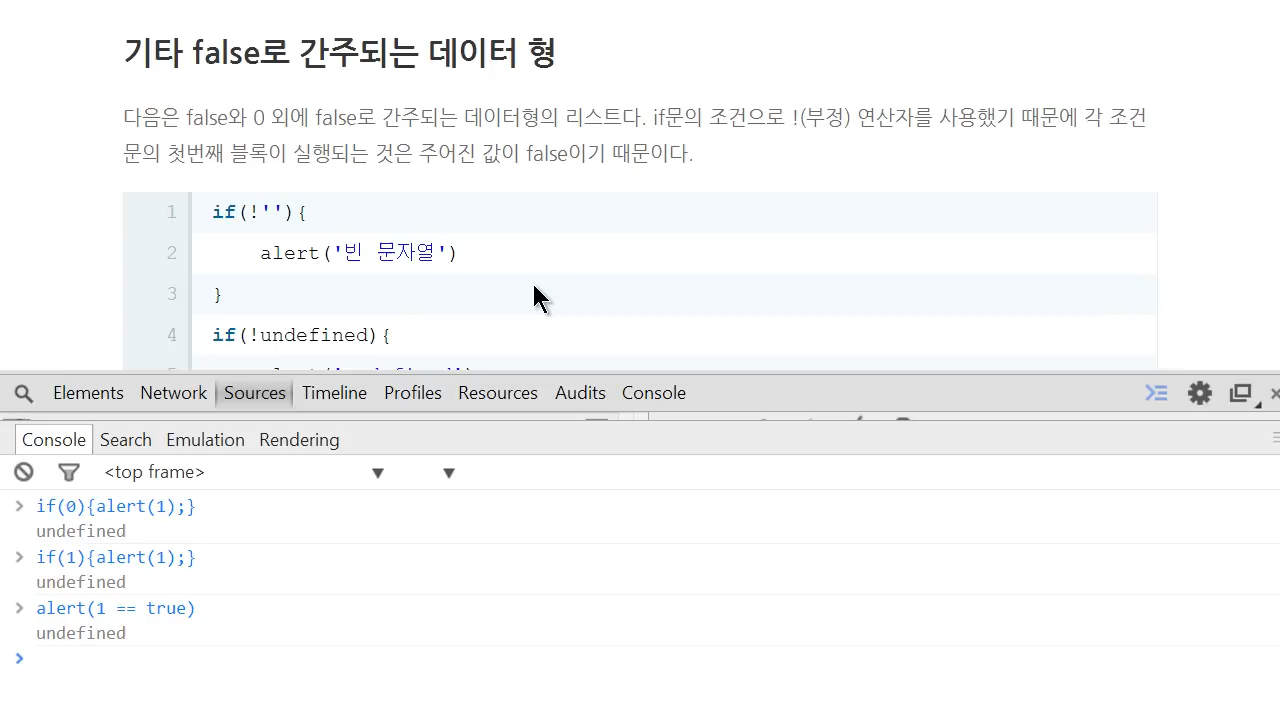 기타 false로 간주되는 데이터 형
다음은 false와 0 외에 false로 간주되는 데이터형의 리스트다. if문의 조건으로 !(부정) 연산자를 사용했기 때문에 각 조건
문의 첫번째 블록이 실행되는 것은 주어진 값이 false이기 때문이다.
1 if(!''){
2 alert('빈 문자열')
3 }
4 if(!undefined){
Elements Network Sources Timeline Profiles Resources Audits Console
Console Search Emulation Rendering
<top frame>
if(0){alert(1);}
undefined
if(1){alert(1);}
undefined
alert(1 == true)
undefined